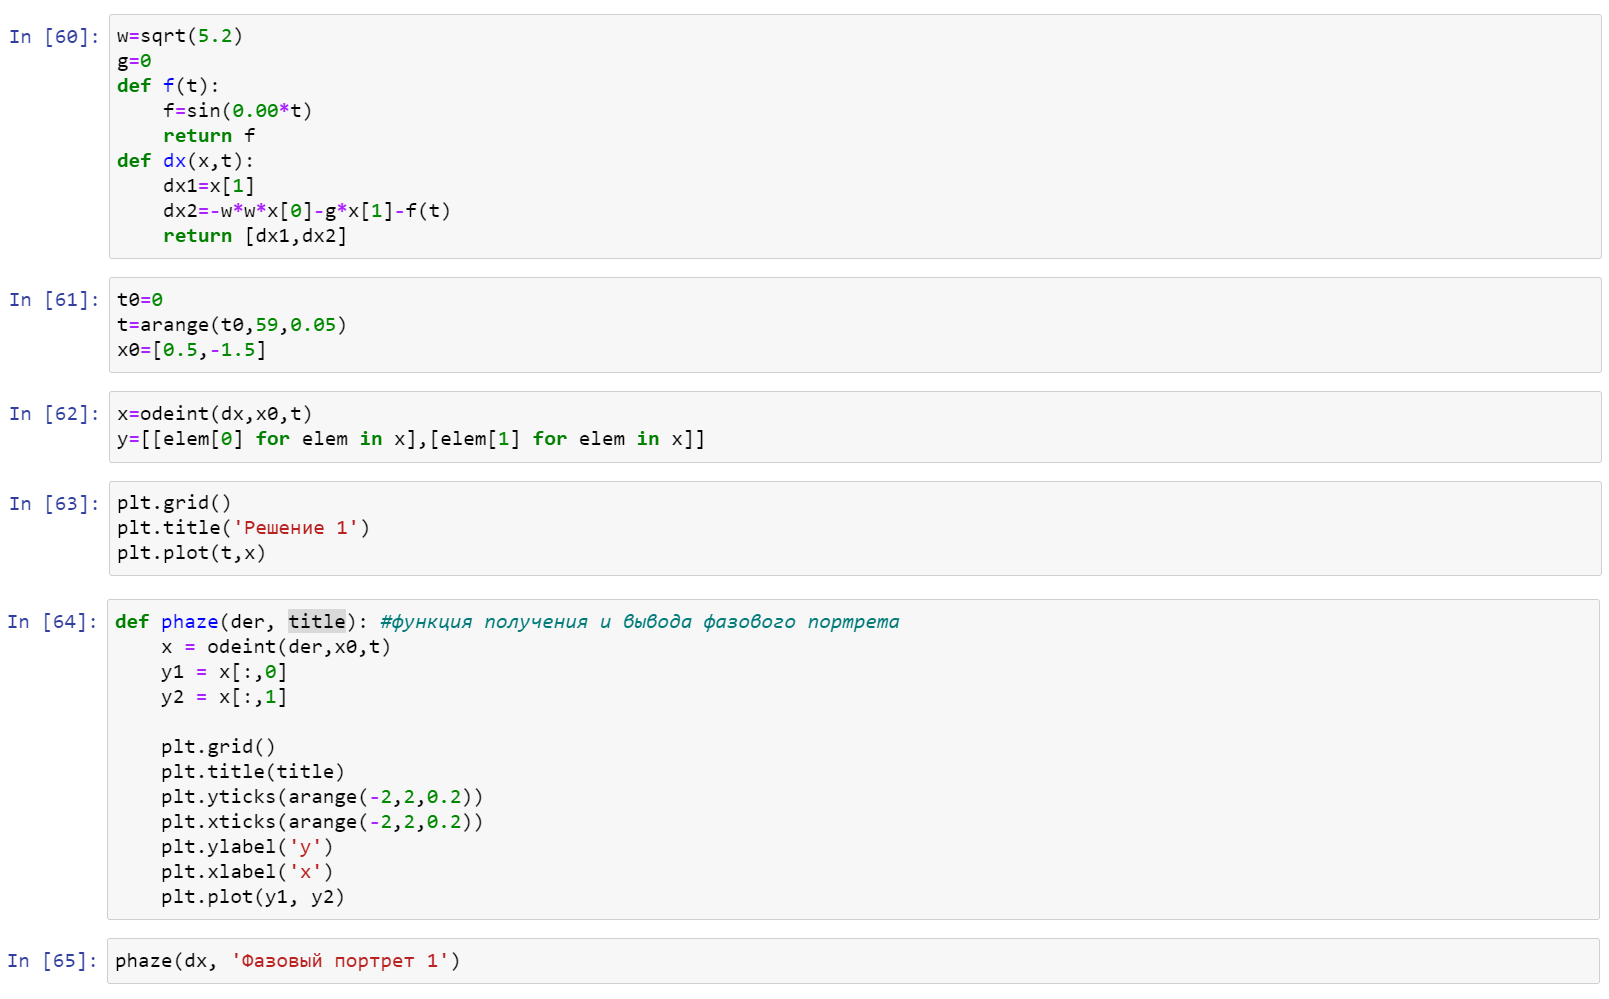 In [60]: w=sqrt(5.2)
g=0
def f(t):
    f=sin(0.00*t)
    return f
def dx(x,t):
    dx1=x[1]
    dx2=-w*w*x[0]-g*x[1]-f(t)
    return [dx1,dx2]
In [61]: t0=0
t=arange(t0,59,0.05)
x0=[0.5,-1.5]
In [62]: x=odeint(dx,x0,t)
y=[[elem[0] for elem in x],[elem[1] for elem in x]]
In [63]: plt.grid()
plt.title('Решение 1')
plt.plot(t,x)
In [64]: def phaze(der, title): #функция получения и вывода фазового портрета
    x = odeint(der,x0,t)
    y1 = x[:,0]
    y2 = x[:,1]
    plt.grid()
    plt.title(title)
    plt.yticks(arange(-2,2,0.2))
    plt.xticks(arange(-2,2,0.2))
    plt.ylabel('y')
    plt.xlabel('x')
    plt.plot(y1, y2)
In [65]: phaze(dx, 'Фазовый портрет 1')